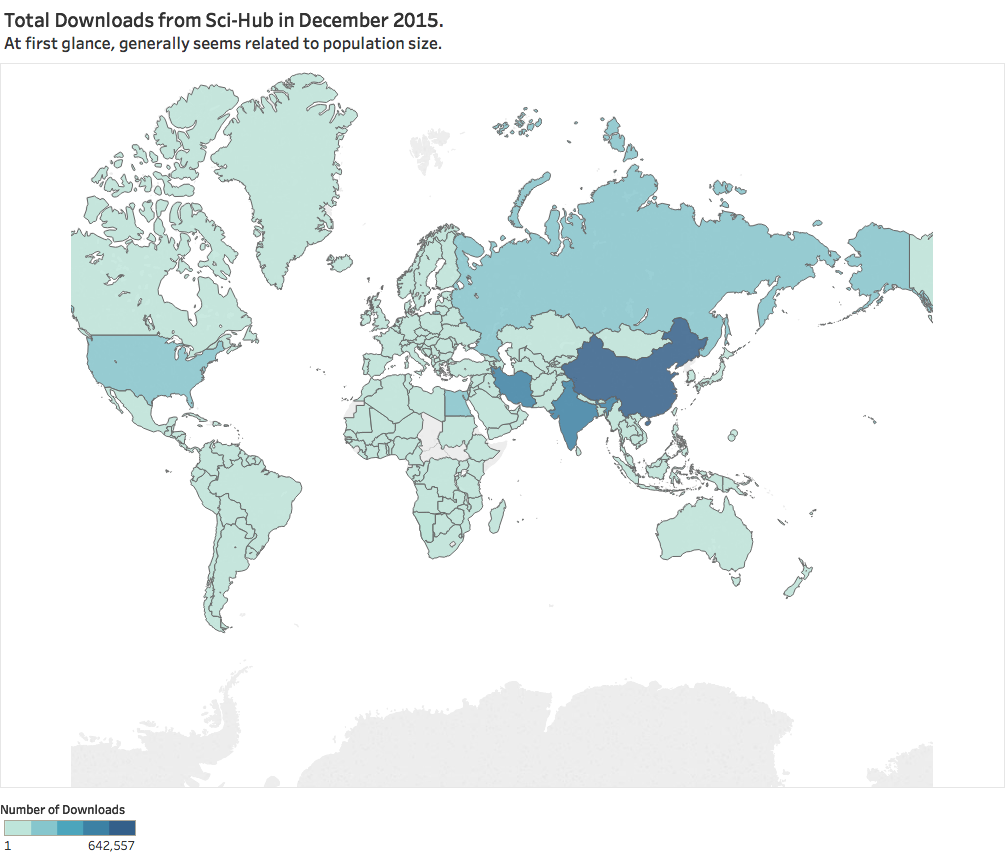 Total Downloads from Sci-Hub in December 2015.
At first glance, generally seems related to population size.
Number of Downloads
1 642,557